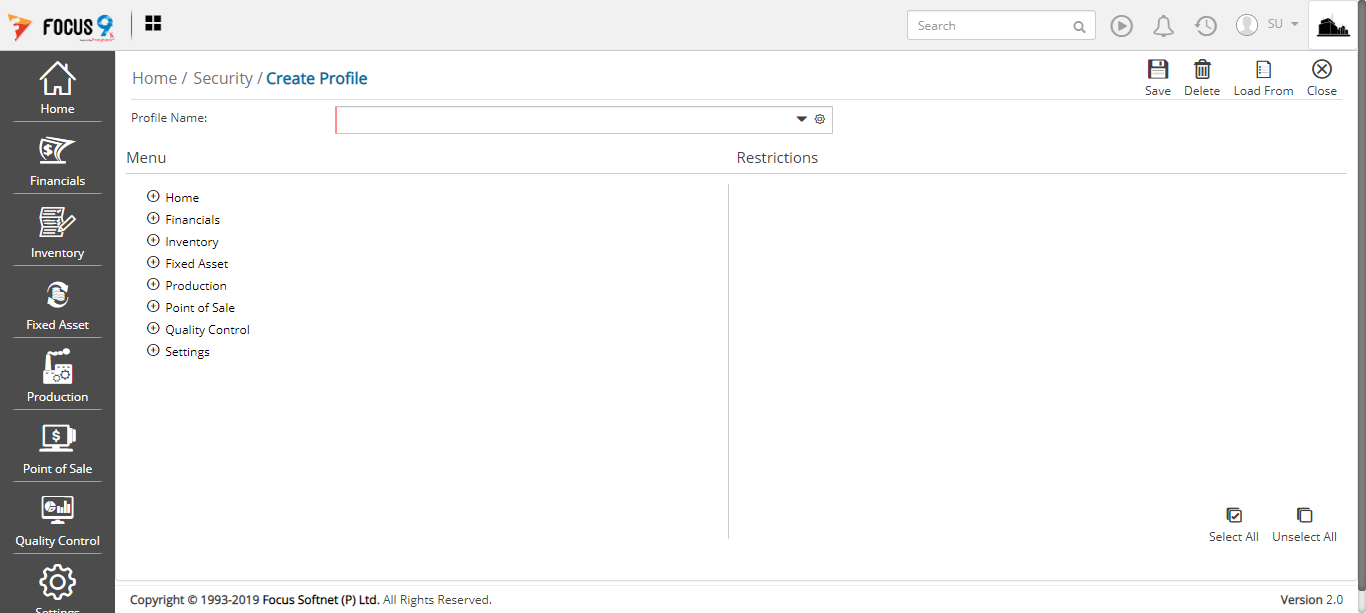 FOCUS 9
Search
SU
Home
Financials
Inventory
Fixed Asset
Production
Point of Sale
Quality Control
Settings
Home / Security / Create Profile
Save Delete Load From Close
Profile Name:
Menu Restrictions
Home
Financials
Inventory
Fixed Asset
Production
Point of Sale
Quality Control
Settings
Select All Unselect All
Copyright © 1993-2019 Focus Softnet (P) Ltd. All Rights Reserved. Version 2.0